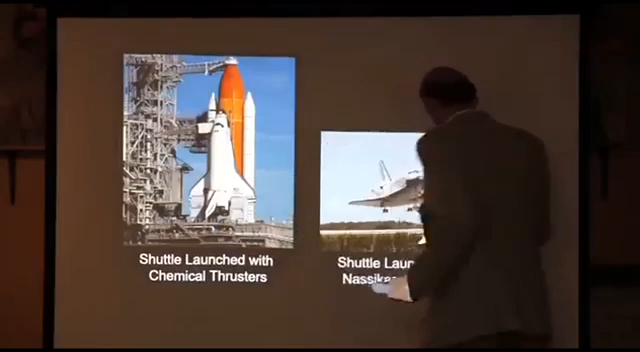 Shuttle Launched with
Chemical Thrusters
Shuttle